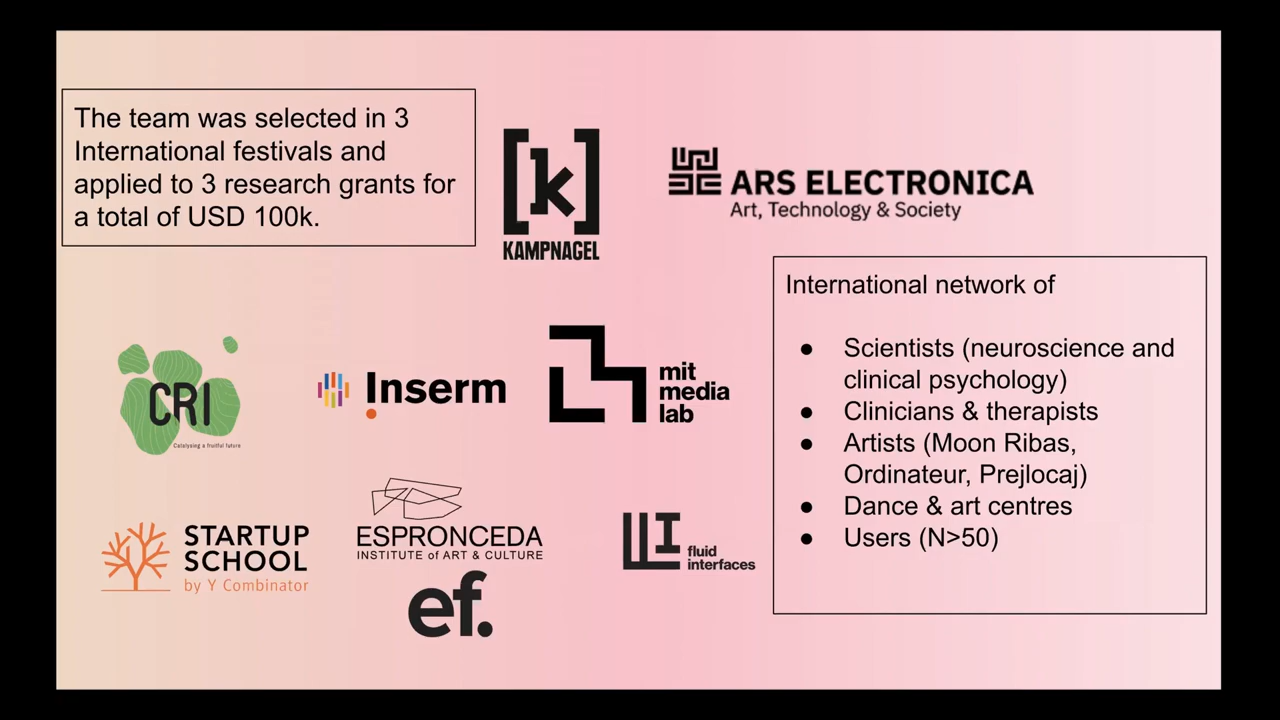 The team was selected in 3
International festivals and
applied to 3 research grants for
a total of USD 100k.
[k]
KAMPNAGEL
ARS ELECTRONICA
Art, Technology & Society
International network of
● Scientists (neuroscience and
clinical psychology)
● Clinicians & therapists
● Artists (Moon Ribas,
Ordinateur, Prejlocaj)
● Dance & art centres
● Users (N>50)
CRI
Catalysing a fruitful future
Inserm
mit
media
lab
STARTUP
SCHOOL
by Y Combinator
ESPRONCEDA
INSTITUTE of ART & CULTURE
ef.
fluid
interfaces